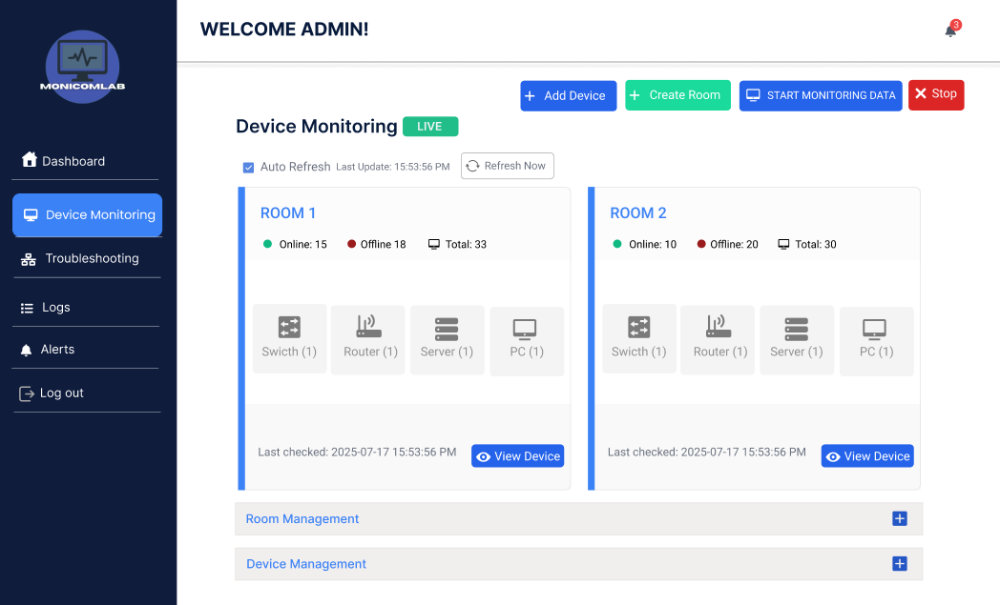 WELCOME ADMIN!
3
MONICOMLAB
Dashboard
Device Monitoring
Troubleshooting
Logs
Alerts
Log out
+ Add Device
+ Create Room
START MONITORING DATA
Stop
Device Monitoring LIVE
Auto Refresh Last Update: 15:53:56 PM Refresh Now
ROOM 1
Online: 15 Offline 18 Total: 33
Swicth (1) Router (1) Server (1) PC (1)
Last checked: 2025-07-17 15:53:56 PM View Device
ROOM 2
Online: 10 Offline: 20 Total: 30
Swicth (1) Router (1) Server (1) PC (1)
Last checked: 2025-07-17 15:53:56 PM View Device
Room Management
Device Management